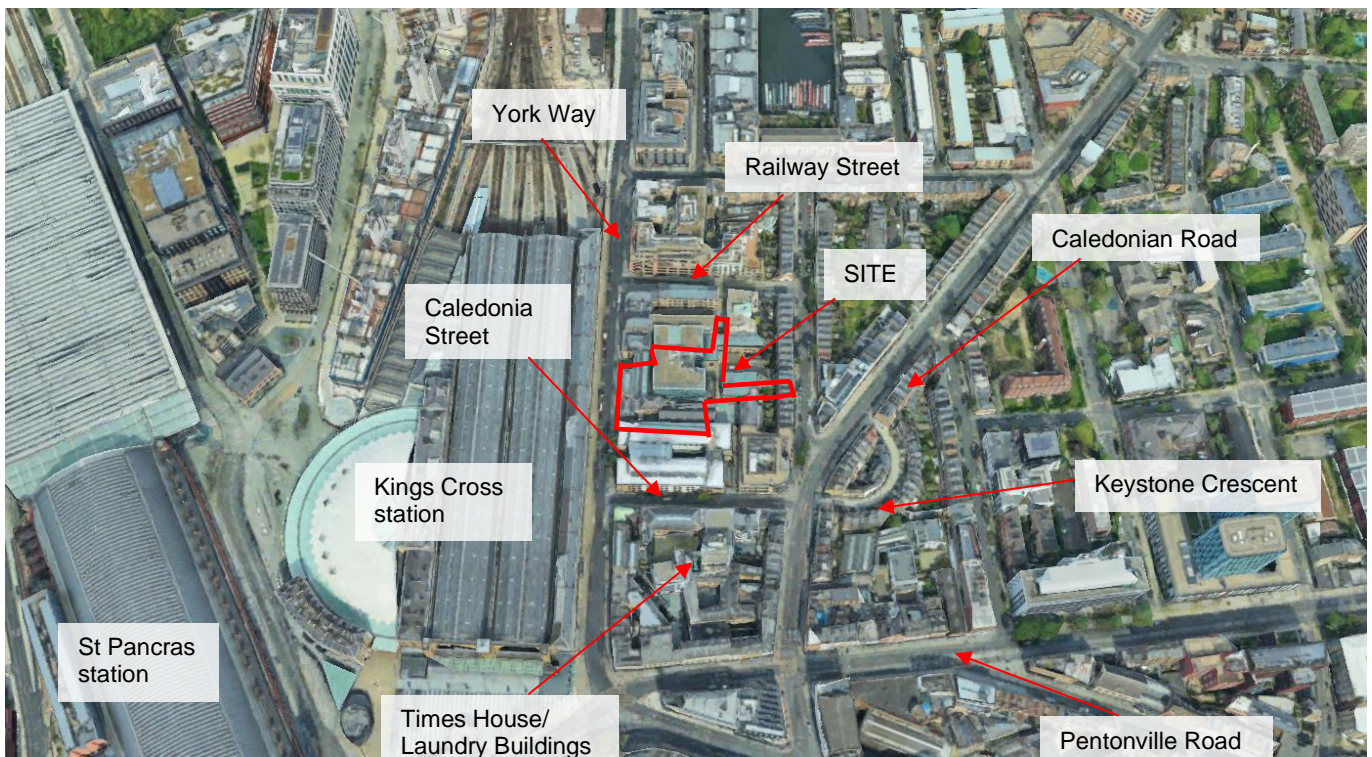 York Way
Railway Street
Caledonian Road
SITE
Caledonia
Street
Kings Cross
station
Keystone Crescent
St Pancras
station
Times House/
Laundry Buildings
Pentonville Road